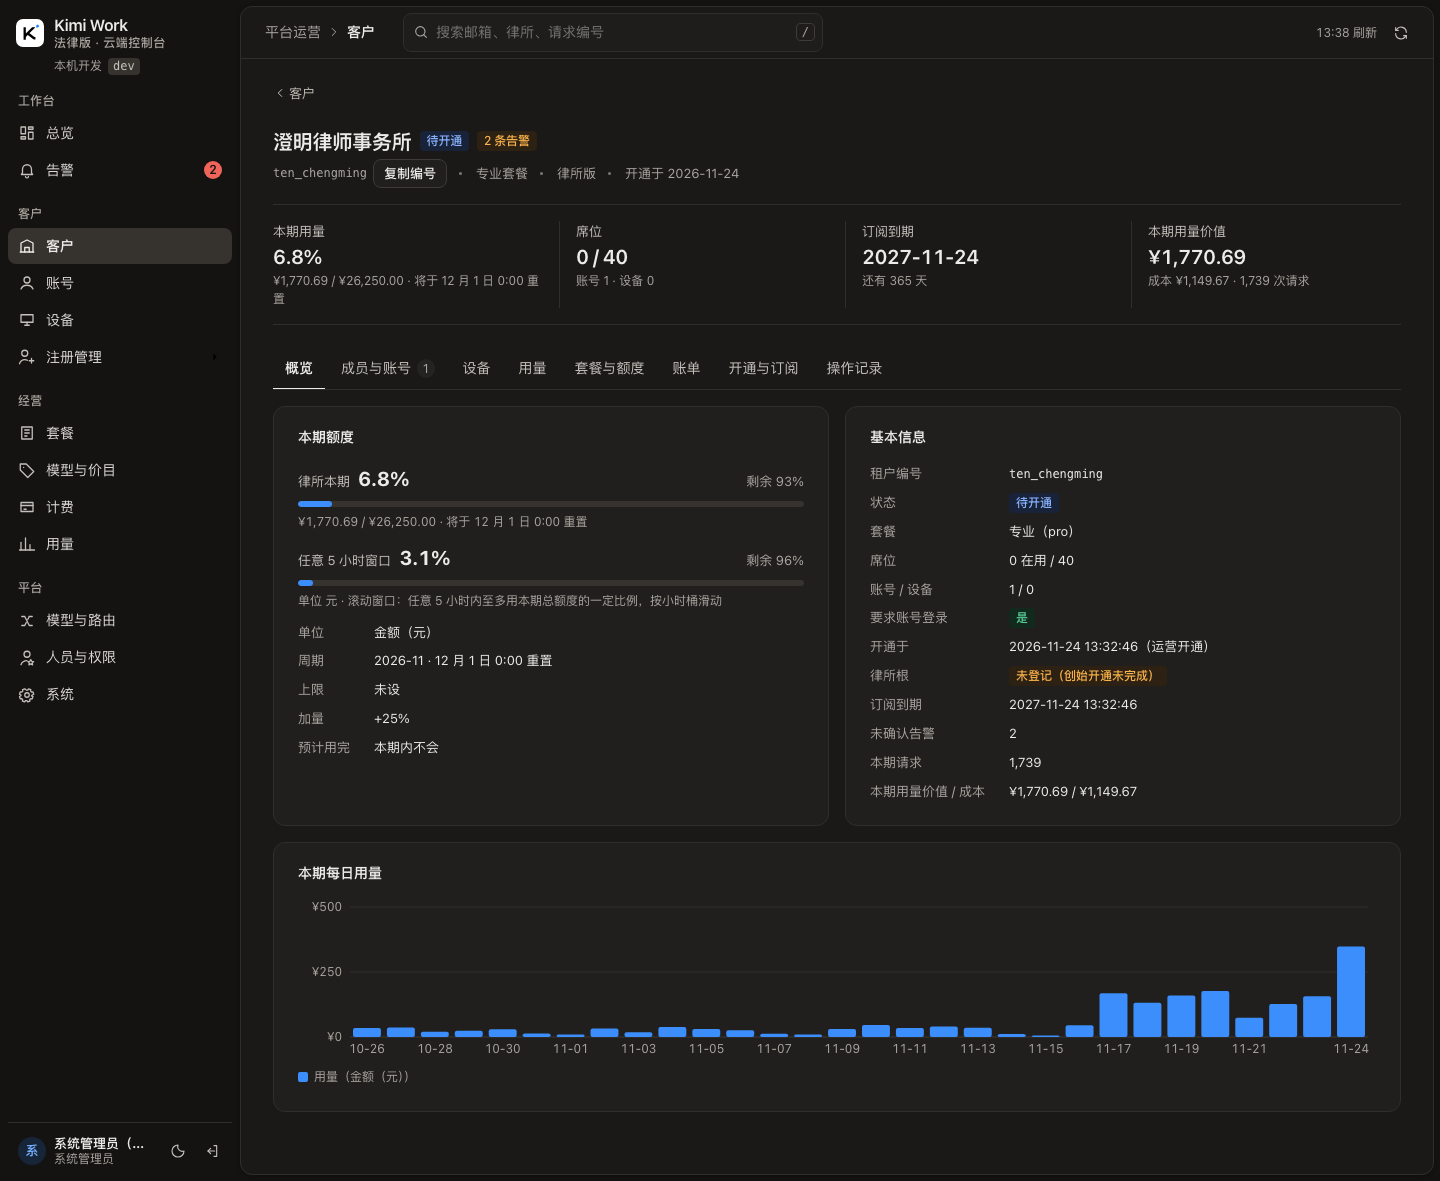 Kimi Work
法律版 · 云端控制台
本机开发 dev
工作台
总览
告警 2
客户
客户
账号
设备
注册管理
经营
套餐
模型与价目
计费
用量
平台
模型与路由
人员与权限
系统
系 系统管理员（...
系统管理员
平台运营 > 客户
搜索邮箱、律所、请求编号 /
13:38 刷新
客户
澄明律师事务所 待开通 2 条告警
ten_chengming 复制编号 • 专业套餐 • 律所版 • 开通于 2026-11-24
本期用量
6.8%
¥1,770.69 / ¥26,250.00 · 将于 12 月 1 日 0:00 重
置
席位
0 / 40
账号 1 · 设备 0
订阅到期
2027-11-24
还有 365 天
本期用量价值
¥1,770.69
成本 ¥1,149.67 · 1,739 次请求
概览 成员与账号 1 设备 用量 套餐与额度 账单 开通与订阅 操作记录
本期额度
律所本期 6.8% 剩余 93%
¥1,770.69 / ¥26,250.00 · 将于 12 月 1 日 0:00 重置
任意 5 小时窗口 3.1% 剩余 96%
单位 元 · 滚动窗口：任意 5 小时内至多用本期总额度的一定比例，按小时桶滑动
单位 金额（元）
周期 2026-11 · 12 月 1 日 0:00 重置
上限 未设
加量 +25%
预计用完 本期内不会
基本信息
租户编号 ten_chengming
状态 待开通
套餐 专业（pro）
席位 0 在用 / 40
账号 / 设备 1 / 0
要求账号登录 是
开通于 2026-11-24 13:32:46（运营开通）
律所根 未登记（创始开通未完成）
订阅到期 2027-11-24 13:32:46
未确认告警 2
本期请求 1,739
本期用量价值 / 成本 ¥1,770.69 / ¥1,149.67
本期每日用量
¥500
¥250
¥0
10-26 10-28 10-30 11-01 11-03 11-05 11-07 11-09 11-11 11-13 11-15 11-17 11-19 11-21 11-24
用量（金额（元））